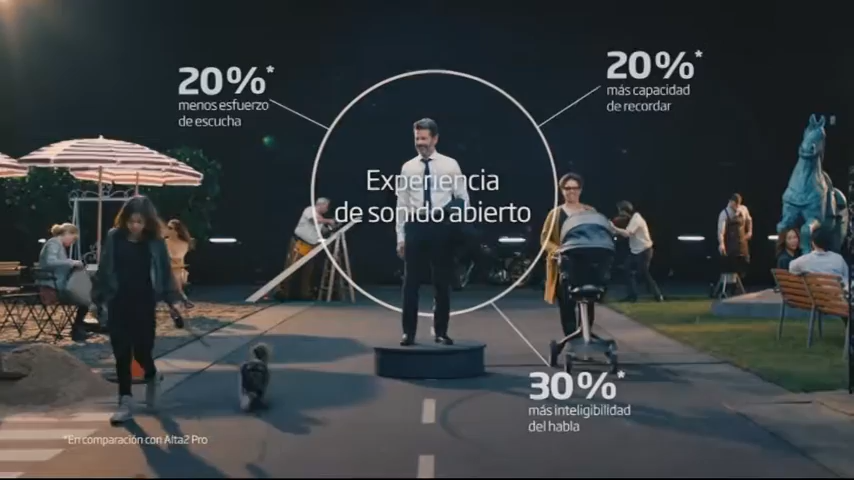 20%*
menos esfuerzo
de escucha
20%*
más capacidad
de recordar
Experiencia
de sonido abierto
30%*
más inteligibilidad
del habla
*En comparación con Alta2 Pro